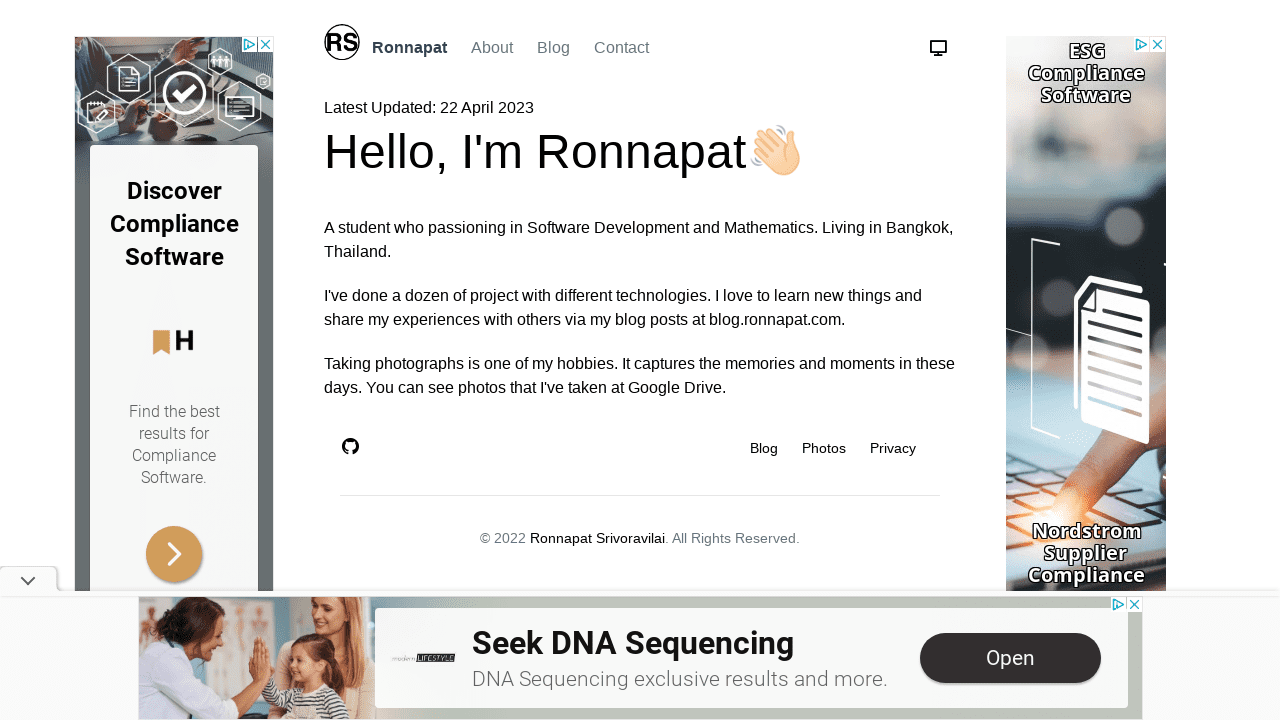 RS
Ronnapat
About
Blog
Contact
Latest Updated: 22 April 2023
Hello, I'm Ronnapat👋🏻
A student who passioning in Software Development and Mathematics. Living in Bangkok,
Thailand.
I've done a dozen of project with different technologies. I love to learn new things and
share my experiences with others via my blog posts at blog.ronnapat.com.
Taking photographs is one of my hobbies. It captures the memories and moments in these
days. You can see photos that I've taken at Google Drive.
Blog
Photos
Privacy
© 2022 Ronnapat Srivoravilai. All Rights Reserved.
Discover
Compliance
Software
H
Find the best
results for
Compliance
Software.
ESG
Compliance
Software
Nordstrom
Supplier
Compliance
modern LIFESTYLE
Seek DNA Sequencing
DNA Sequencing exclusive results and more.
Open